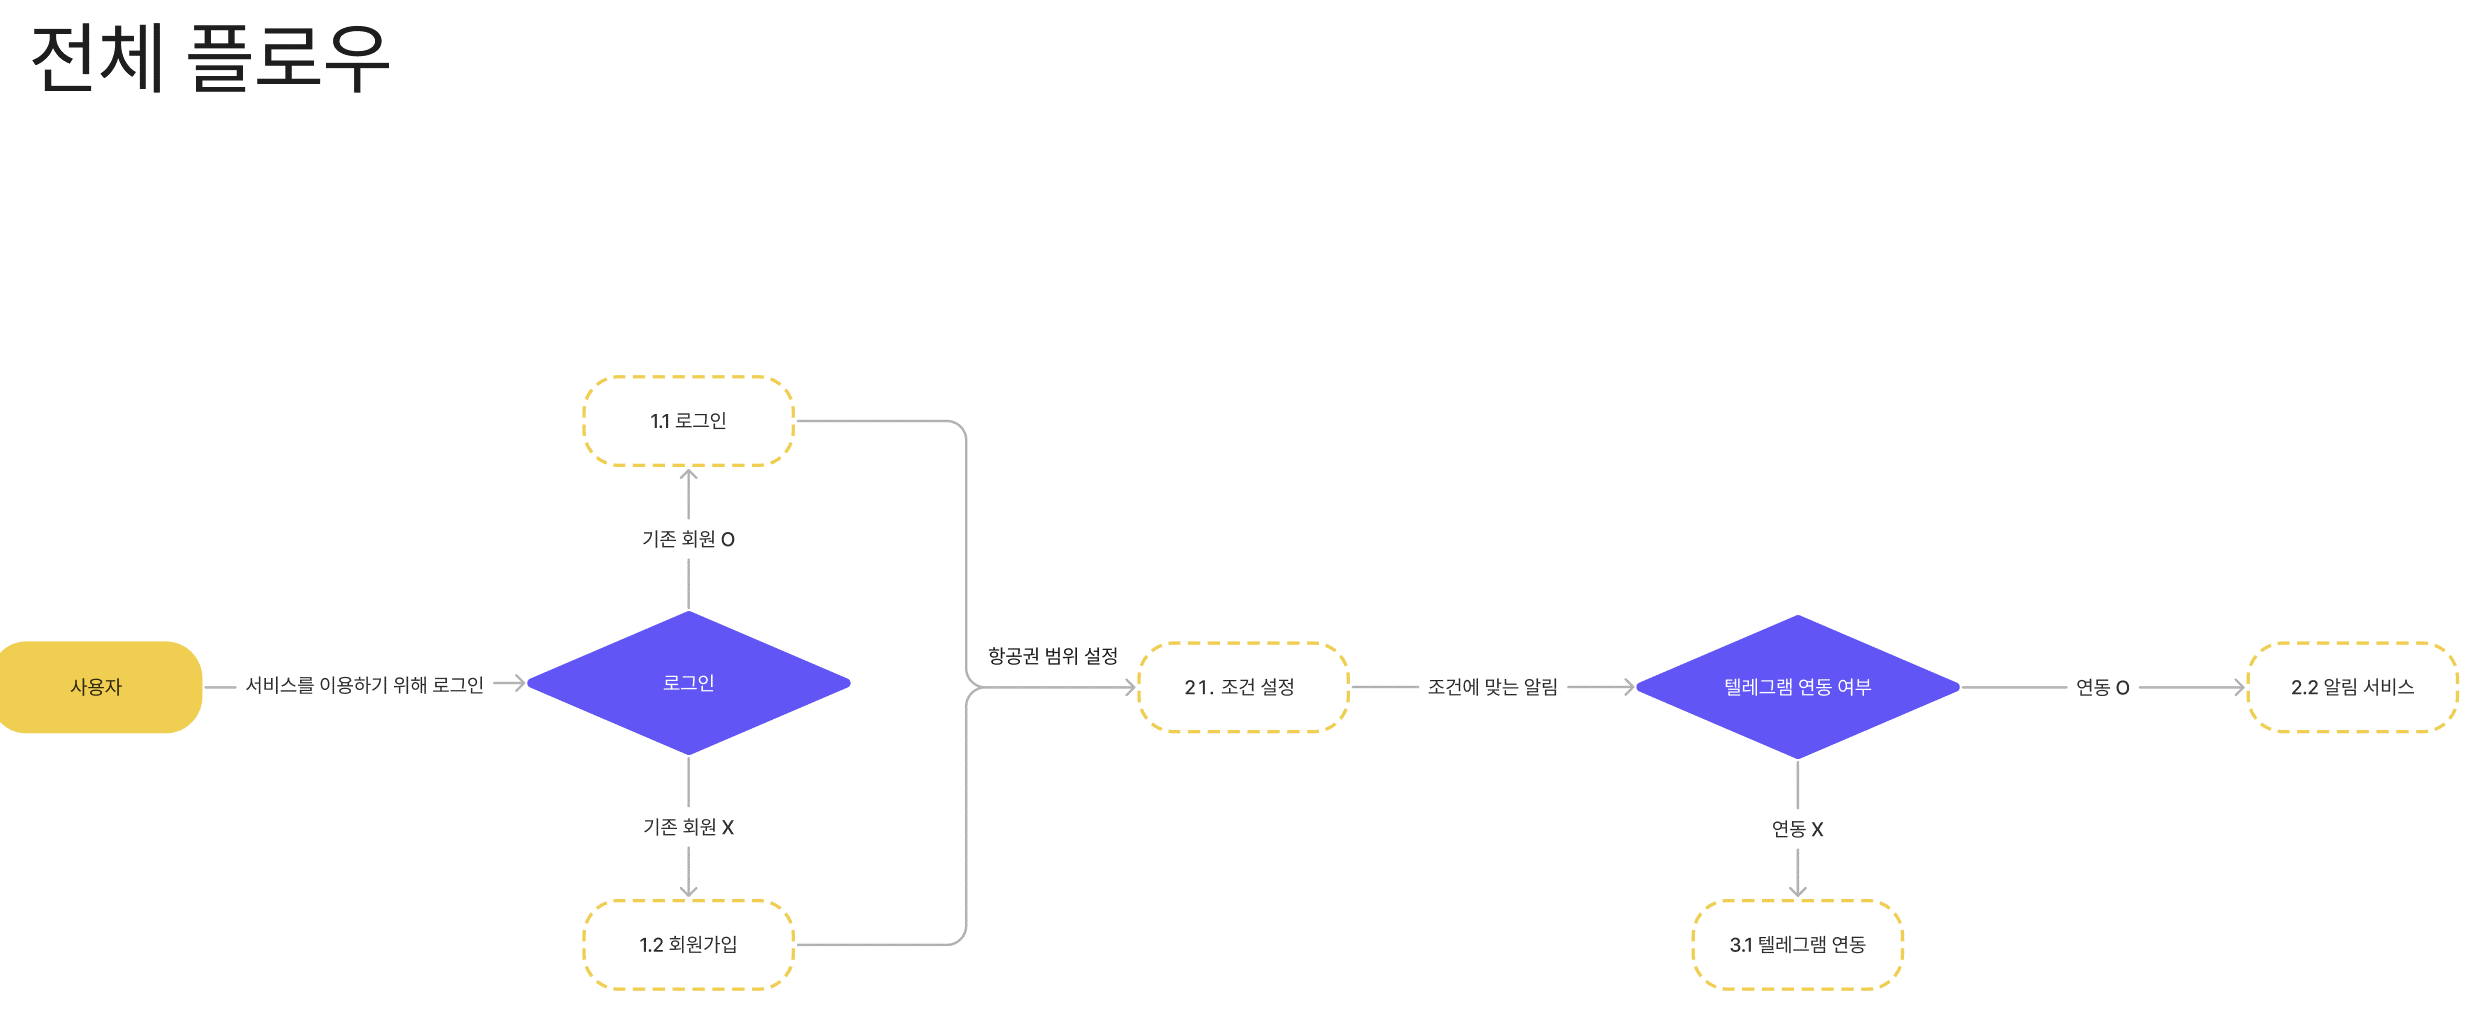 전체 플로우
1.1 로그인
기존 회원 O
사용자
서비스를 이용하기 위해 로그인
로그인
항공권 범위 설정
21. 조건 설정
조건에 맞는 알림
텔레그램 연동 여부
연동 O
2.2 알림 서비스
기존 회원 X
연동 X
1.2 회원가입
3.1 텔레그램 연동